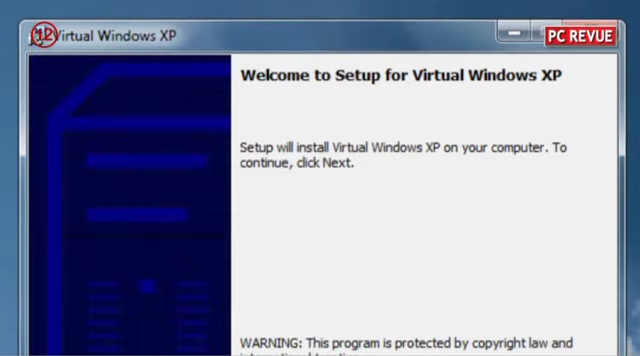 12
Virtual Windows XP
PC REVUE
Welcome to Setup for Virtual Windows XP
Setup will install Virtual Windows XP on your computer. To
continue, click Next.
WARNING: This program is protected by copyright law and